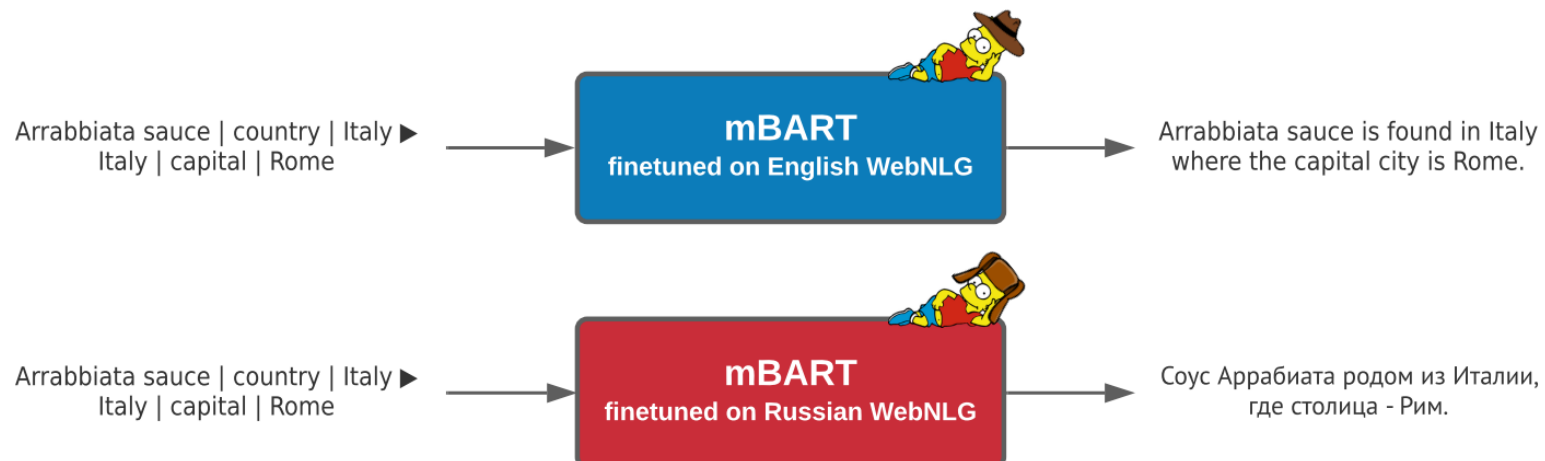 Arrabbiata sauce | country | Italy ▶
Italy | capital | Rome
mBART
finetuned on English WebNLG
Arrabbiata sauce is found in Italy
where the capital city is Rome.
Arrabbiata sauce | country | Italy ▶
Italy | capital | Rome
mBART
finetuned on Russian WebNLG
Соус Аррабиата родом из Италии,
где столица - Рим.